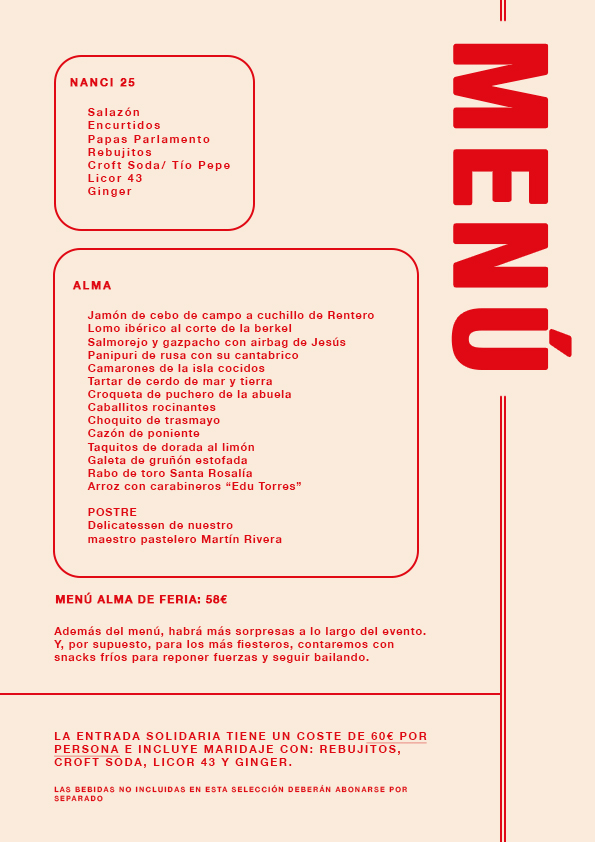 MENÚ
NANCI 25
Salazón
Encurtidos
Papas Parlamento
Rebujitos
Croft Soda/ Tío Pepe
Licor 43
Ginger
ALMA
Jamón de cebo de campo a cuchillo de Rentero
Lomo ibérico al corte de la berkel
Salmorejo y gazpacho con airbag de Jesús
Panipuri de rusa con su cantabrico
Camarones de la isla cocidos
Tartar de cerdo de mar y tierra
Croqueta de puchero de la abuela
Caballitos rocinantes
Choquito de trasmayo
Cazón de poniente
Taquitos de dorada al limón
Galeta de gruñón estofada
Rabo de toro Santa Rosalía
Arroz con carabineros “Edu Torres”
POSTRE
Delicatessen de nuestro
maestro pastelero Martín Rivera
MENÚ ALMA DE FERIA: 58€
Además del menú, habrá más sorpresas a lo largo del evento.
Y, por supuesto, para los más fiesteros, contaremos con
snacks fríos para reponer fuerzas y seguir bailando.
LA ENTRADA SOLIDARIA TIENE UN COSTE DE 60€ POR
PERSONA E INCLUYE MARIDAJE CON: REBUJITOS,
CROFT SODA, LICOR 43 Y GINGER.
LAS BEBIDAS NO INCLUIDAS EN ESTA SELECCIÓN DEBERÁN ABONARSE POR
SEPARADO